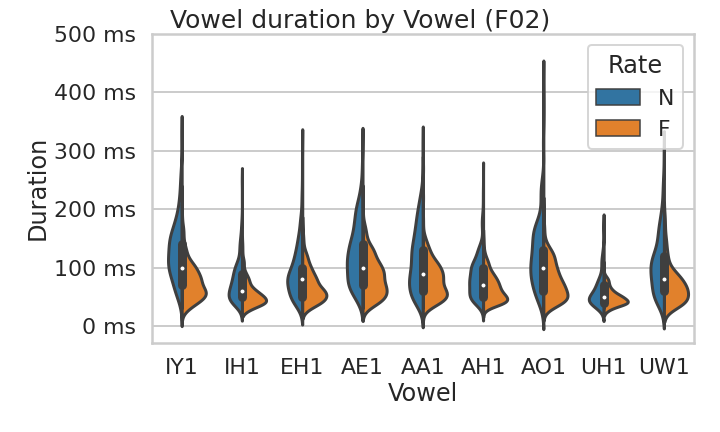 Vowel duration by Vowel (F02)
500 ms
400 ms
300 ms
200 ms
100 ms
0 ms
Duration
Rate
N
F
IY1 IH1 EH1 AE1 AA1 AH1 AO1 UH1 UW1
Vowel